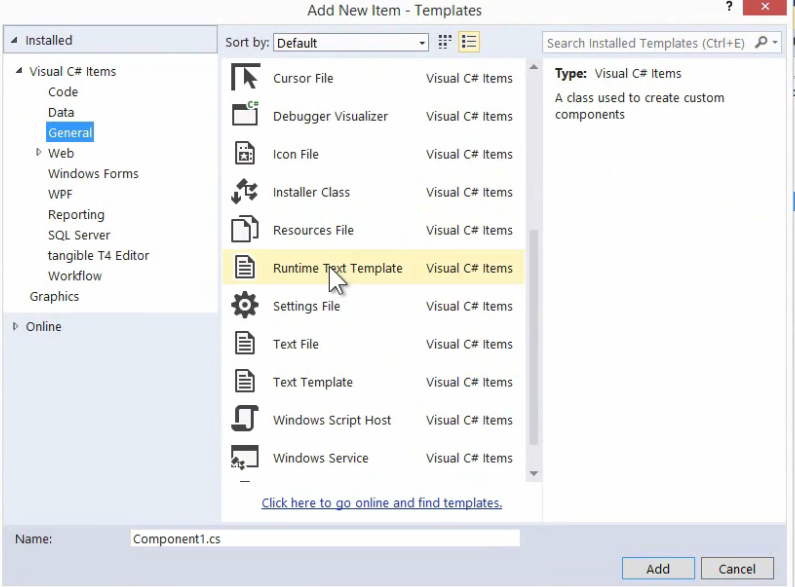 Add New Item - Templates
?
Installed
Sort by: Default
Search Installed Templates (Ctrl+E)
Visual C# Items
Code
Data
General
Web
Windows Forms
WPF
Reporting
SQL Server
tangible T4 Editor
Workflow
Graphics
Online
Cursor File Visual C# Items
C#
Debugger Visualizer Visual C# Items
Icon File Visual C# Items
Installer Class Visual C# Items
Resources File Visual C# Items
Runtime Text Template Visual C# Items
Settings File Visual C# Items
Text File Visual C# Items
Text Template Visual C# Items
Windows Script Host Visual C# Items
Windows Service Visual C# Items
Click here to go online and find templates.
Type: Visual C# Items
A class used to create custom
components
Name: Component1.cs
Add Cancel